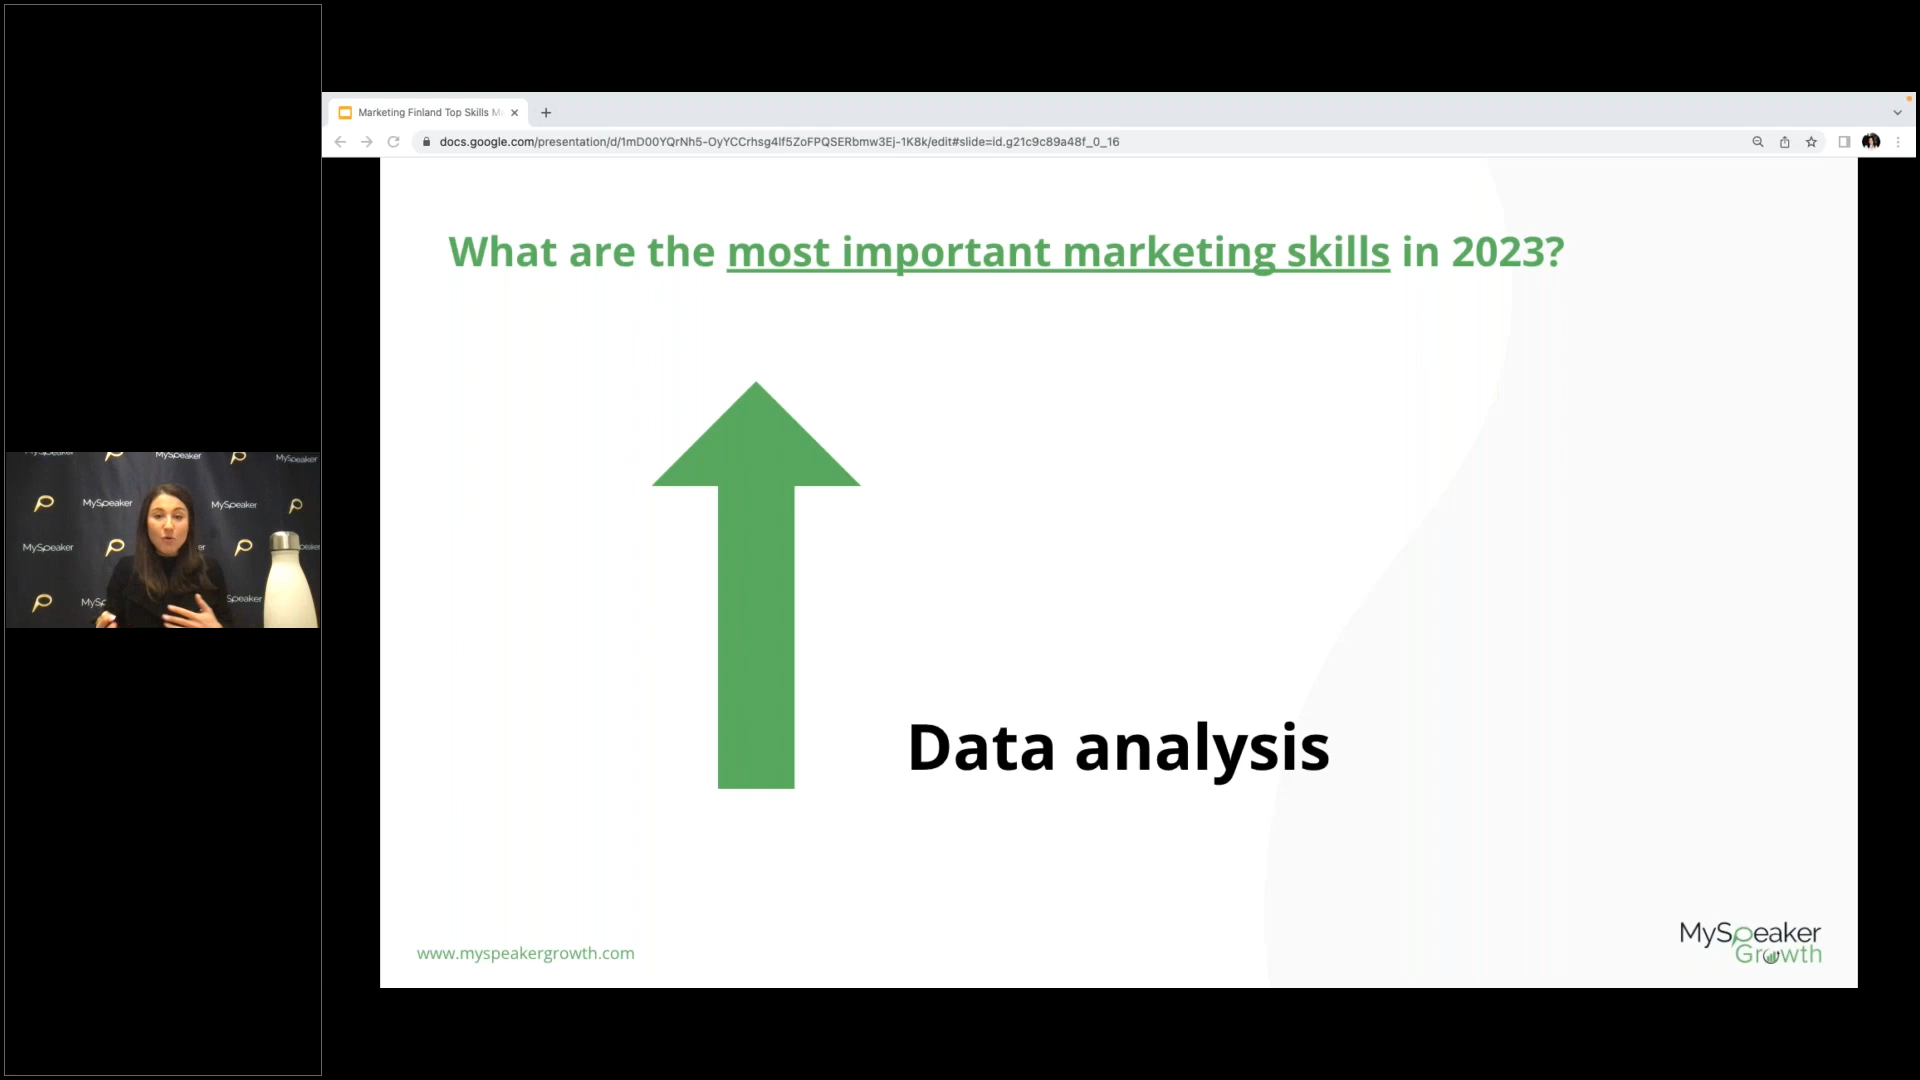 Marketing Finland Top Skills
docs.google.com/presentation/d/1mD00YQrNh5-OyYCCrhsg4lf5ZoFPQSERbmw3Ej-1K8k/edit#slide=id.g21c9c89a48f_0_16
What are the most important marketing skills in 2023?
Data analysis
www.myspeakergrowth.com
MySpeaker
Growth
MySpeaker MySpeaker
MySpeaker MySpeaker
MySpeaker
Speaker